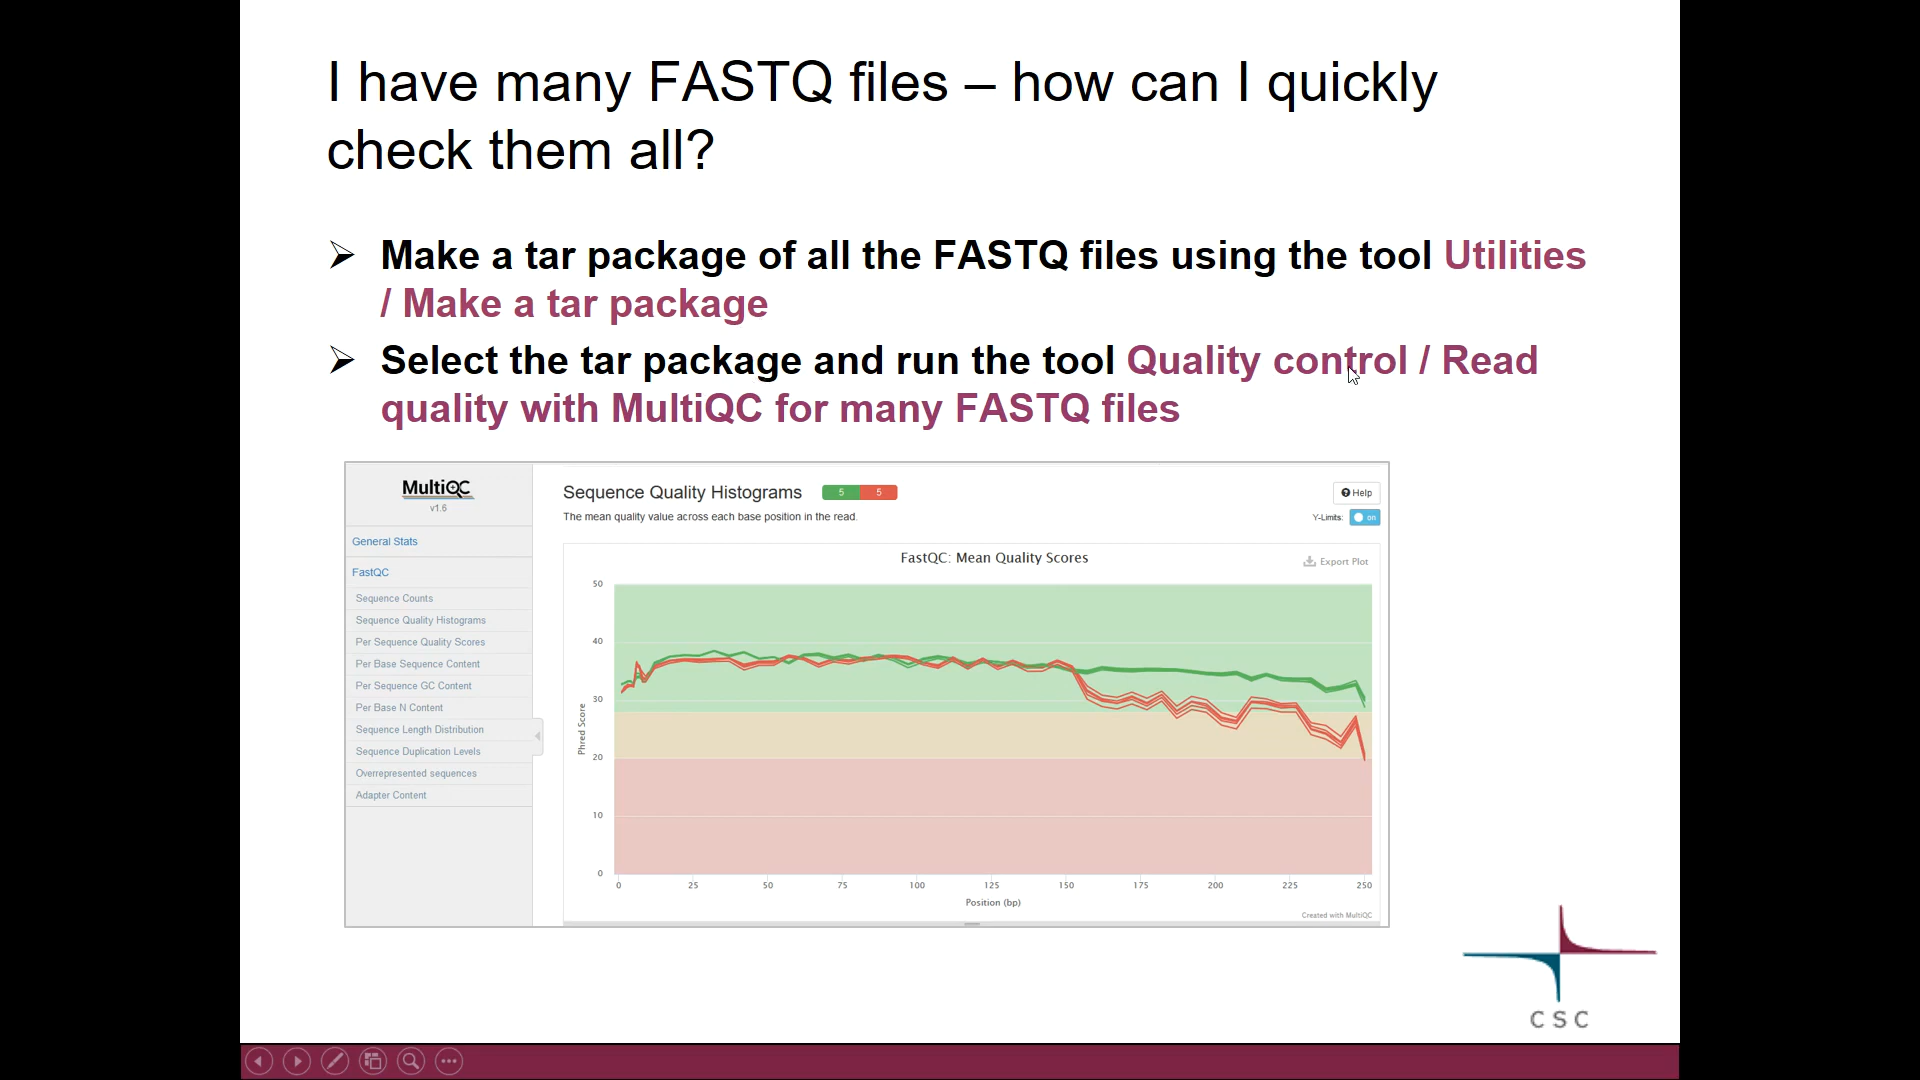 I have many FASTQ files – how can I quickly
check them all?
➢ Make a tar package of all the FASTQ files using the tool Utilities
/ Make a tar package
➢ Select the tar package and run the tool Quality control / Read
quality with MultiQC for many FASTQ files
MultiQC
v1.6
General Stats
FastQC
Sequence Counts
Sequence Quality Histograms
Per Sequence Quality Scores
Per Base Sequence Content
Per Sequence GC Content
Per Base N Content
Sequence Length Distribution
Sequence Duplication Levels
Overrepresented sequences
Adapter Content
Sequence Quality Histograms 5 5
Help
The mean quality value across each base position in the read.
Y-Limits: on
FastQC: Mean Quality Scores
Export Plot
Phred Score
50
40
30
20
10
0
0 25 50 75 100 125 150 175 200 225 250
Position (bp)
Created with MultiQC
CSC